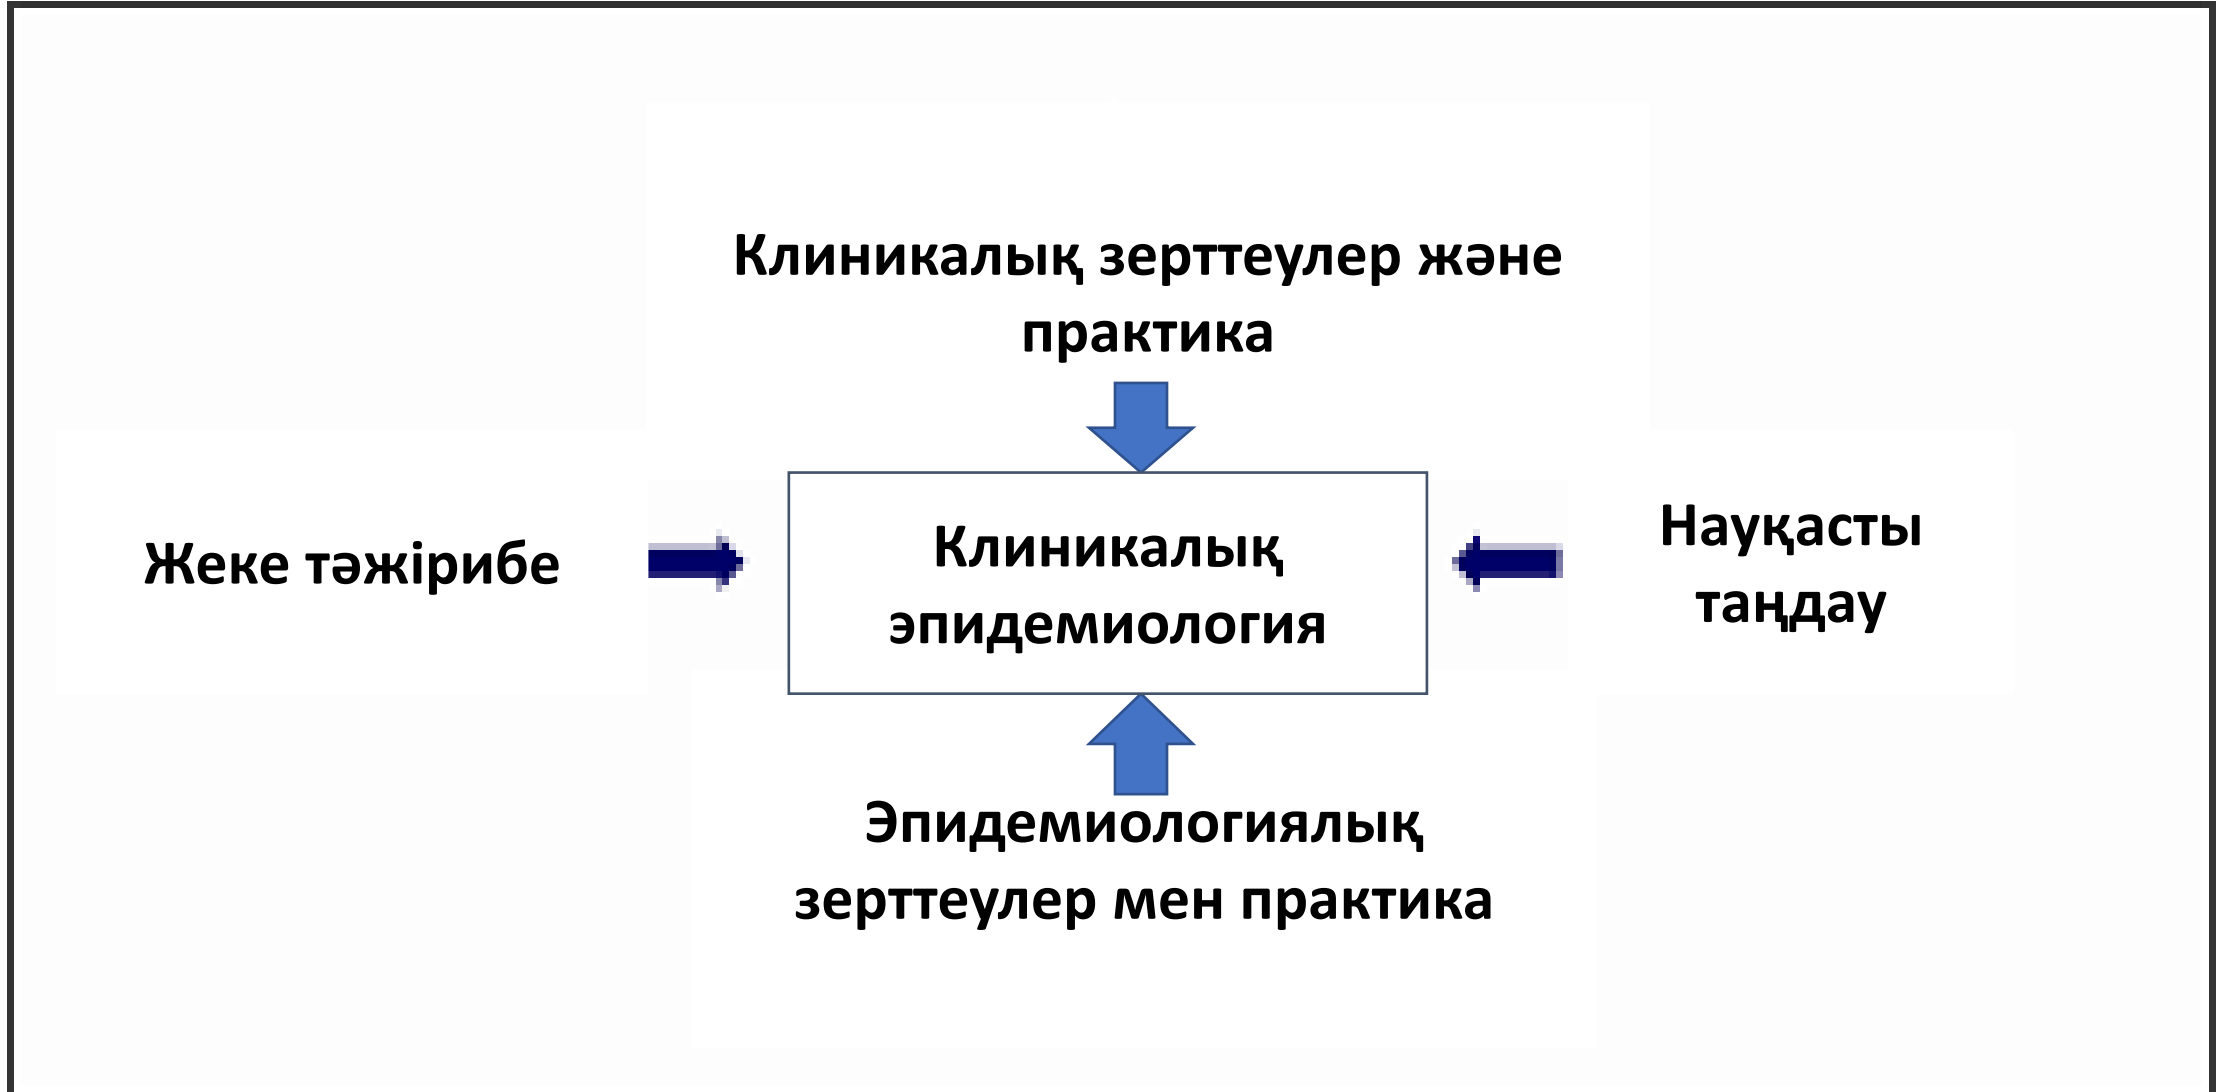 Клиникалық зерттеулер және
практика
Жеке тәжірибе
Клиникалық
эпидемиология
Науқасты
таңдау
Эпидемиологиялық
зерттеулер мен практика